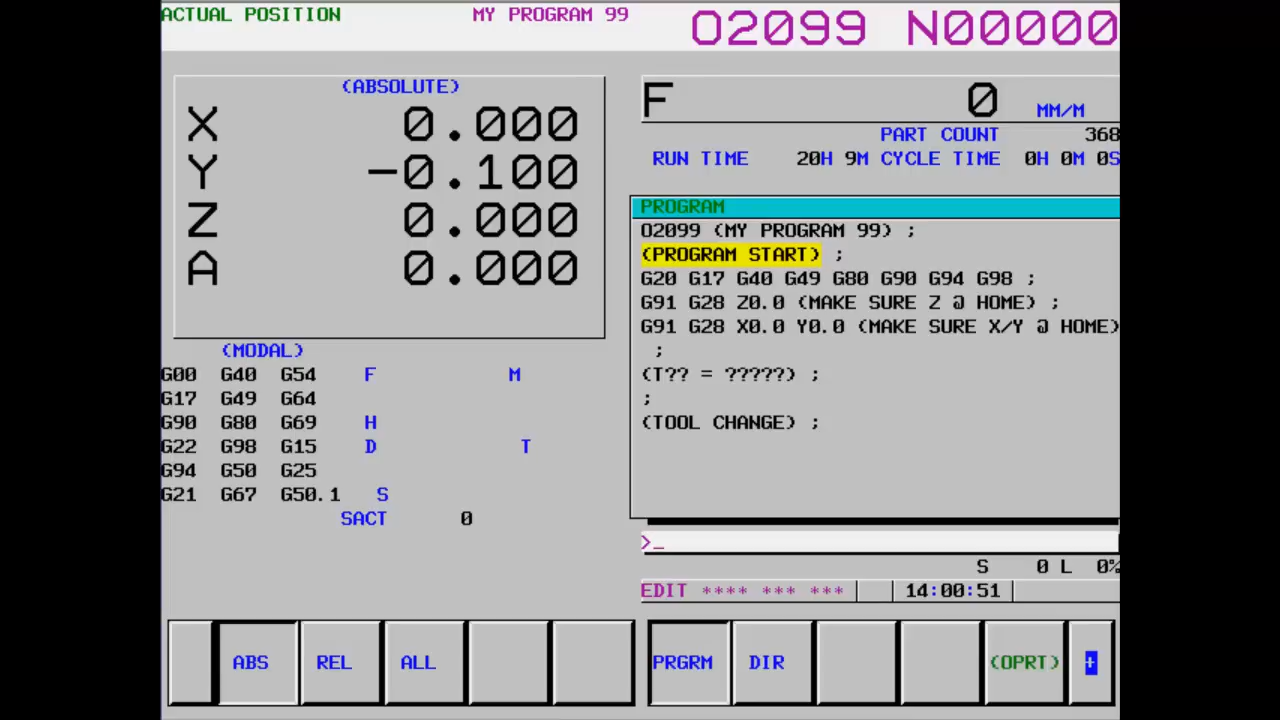 ACTUAL POSITION MY PROGRAM 99 O2099 N00000
(ABSOLUTE)
X 0.000
Y -0.100
Z 0.000
A 0.000
F 0 MM/M
PART COUNT 368
RUN TIME 20H 9M CYCLE TIME 0H 0M 0S
PROGRAM
O2099 (MY PROGRAM 99) ;
(PROGRAM START) ;
G20 G17 G40 G49 G80 G90 G94 G98 ;
G91 G28 Z0.0 (MAKE SURE Z @ HOME) ;
G91 G28 X0.0 Y0.0 (MAKE SURE X/Y @ HOME)
;
(T?? = ?????) ;
;
(TOOL CHANGE) ;
(MODAL)
G00 G40 G54 F M
G17 G49 G64
G90 G80 G69 H
G22 G98 G15 D T
G94 G50 G25
G21 G67 G50.1 S
SACT 0
>_
S 0 L 0%
EDIT **** *** *** 14:00:51
ABS REL ALL PRGRM DIR (OPRT) +